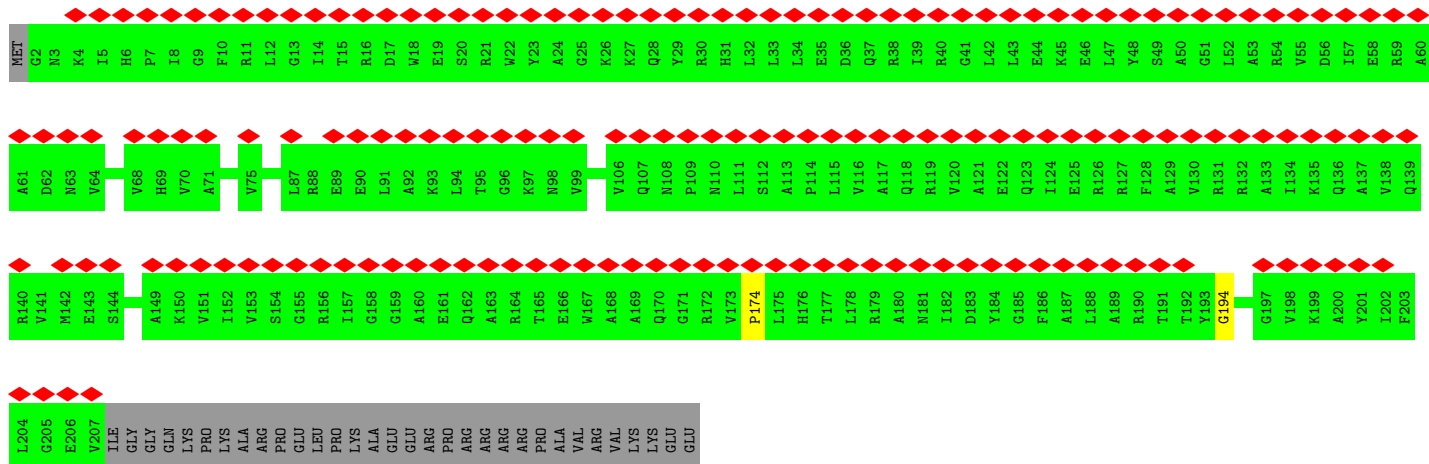 MET G2 N3 K4 I5 H6 P7 I8 G9 F10 R11 L12 G13 I14 T15 R16 D17 W18 E19 S20 R21 W22 Y23 A24 G25 K26 K27 Q28 Y29 R30 H31 L32 L33 L34 E35 D36 Q37 R38 I39 R40 G41 L42 L43 E44 K45 E46 L47 Y48 S49 A50 G51 L52 A53 R54 V55 D56 I57 E58 R59 A60
A61 D62 N63 V64 V68 H69 V70 A71 V75 L87 R88 E89 E90 L91 A92 K93 L94 T95 G96 K97 N98 V99 V106 Q107 N108 P109 N110 L111 S112 A113 P114 L115 V116 A117 Q118 R119 V120 A121 E122 Q123 I124 E125 R126 R127 F128 A129 V130 R131 R132 A133 I134 K135 Q136 A137 V138 Q139
R140 V141 M142 E143 S144 A149 K150 V151 I152 V153 S154 G155 R156 I157 G158 G159 A160 E161 Q162 A163 R164 T165 E166 W167 A168 A169 Q170 G171 R172 V173 P174 L175 H176 T177 L178 R179 A180 N181 I182 D183 Y184 G185 F186 A187 L188 A189 R190 T191 T192 Y193 G194 G197 V198 K199 A200 Y201 I202 F203
L204 G205 E206 V207 ILE GLY GLY GLN LYS PRO LYS ALA ARG PRO GLU LEU PRO LYS ALA GLU GLU ARG PRO ARG ARG ARG ARG PRO ALA VAL ARG VAL LYS LYS GLU GLU